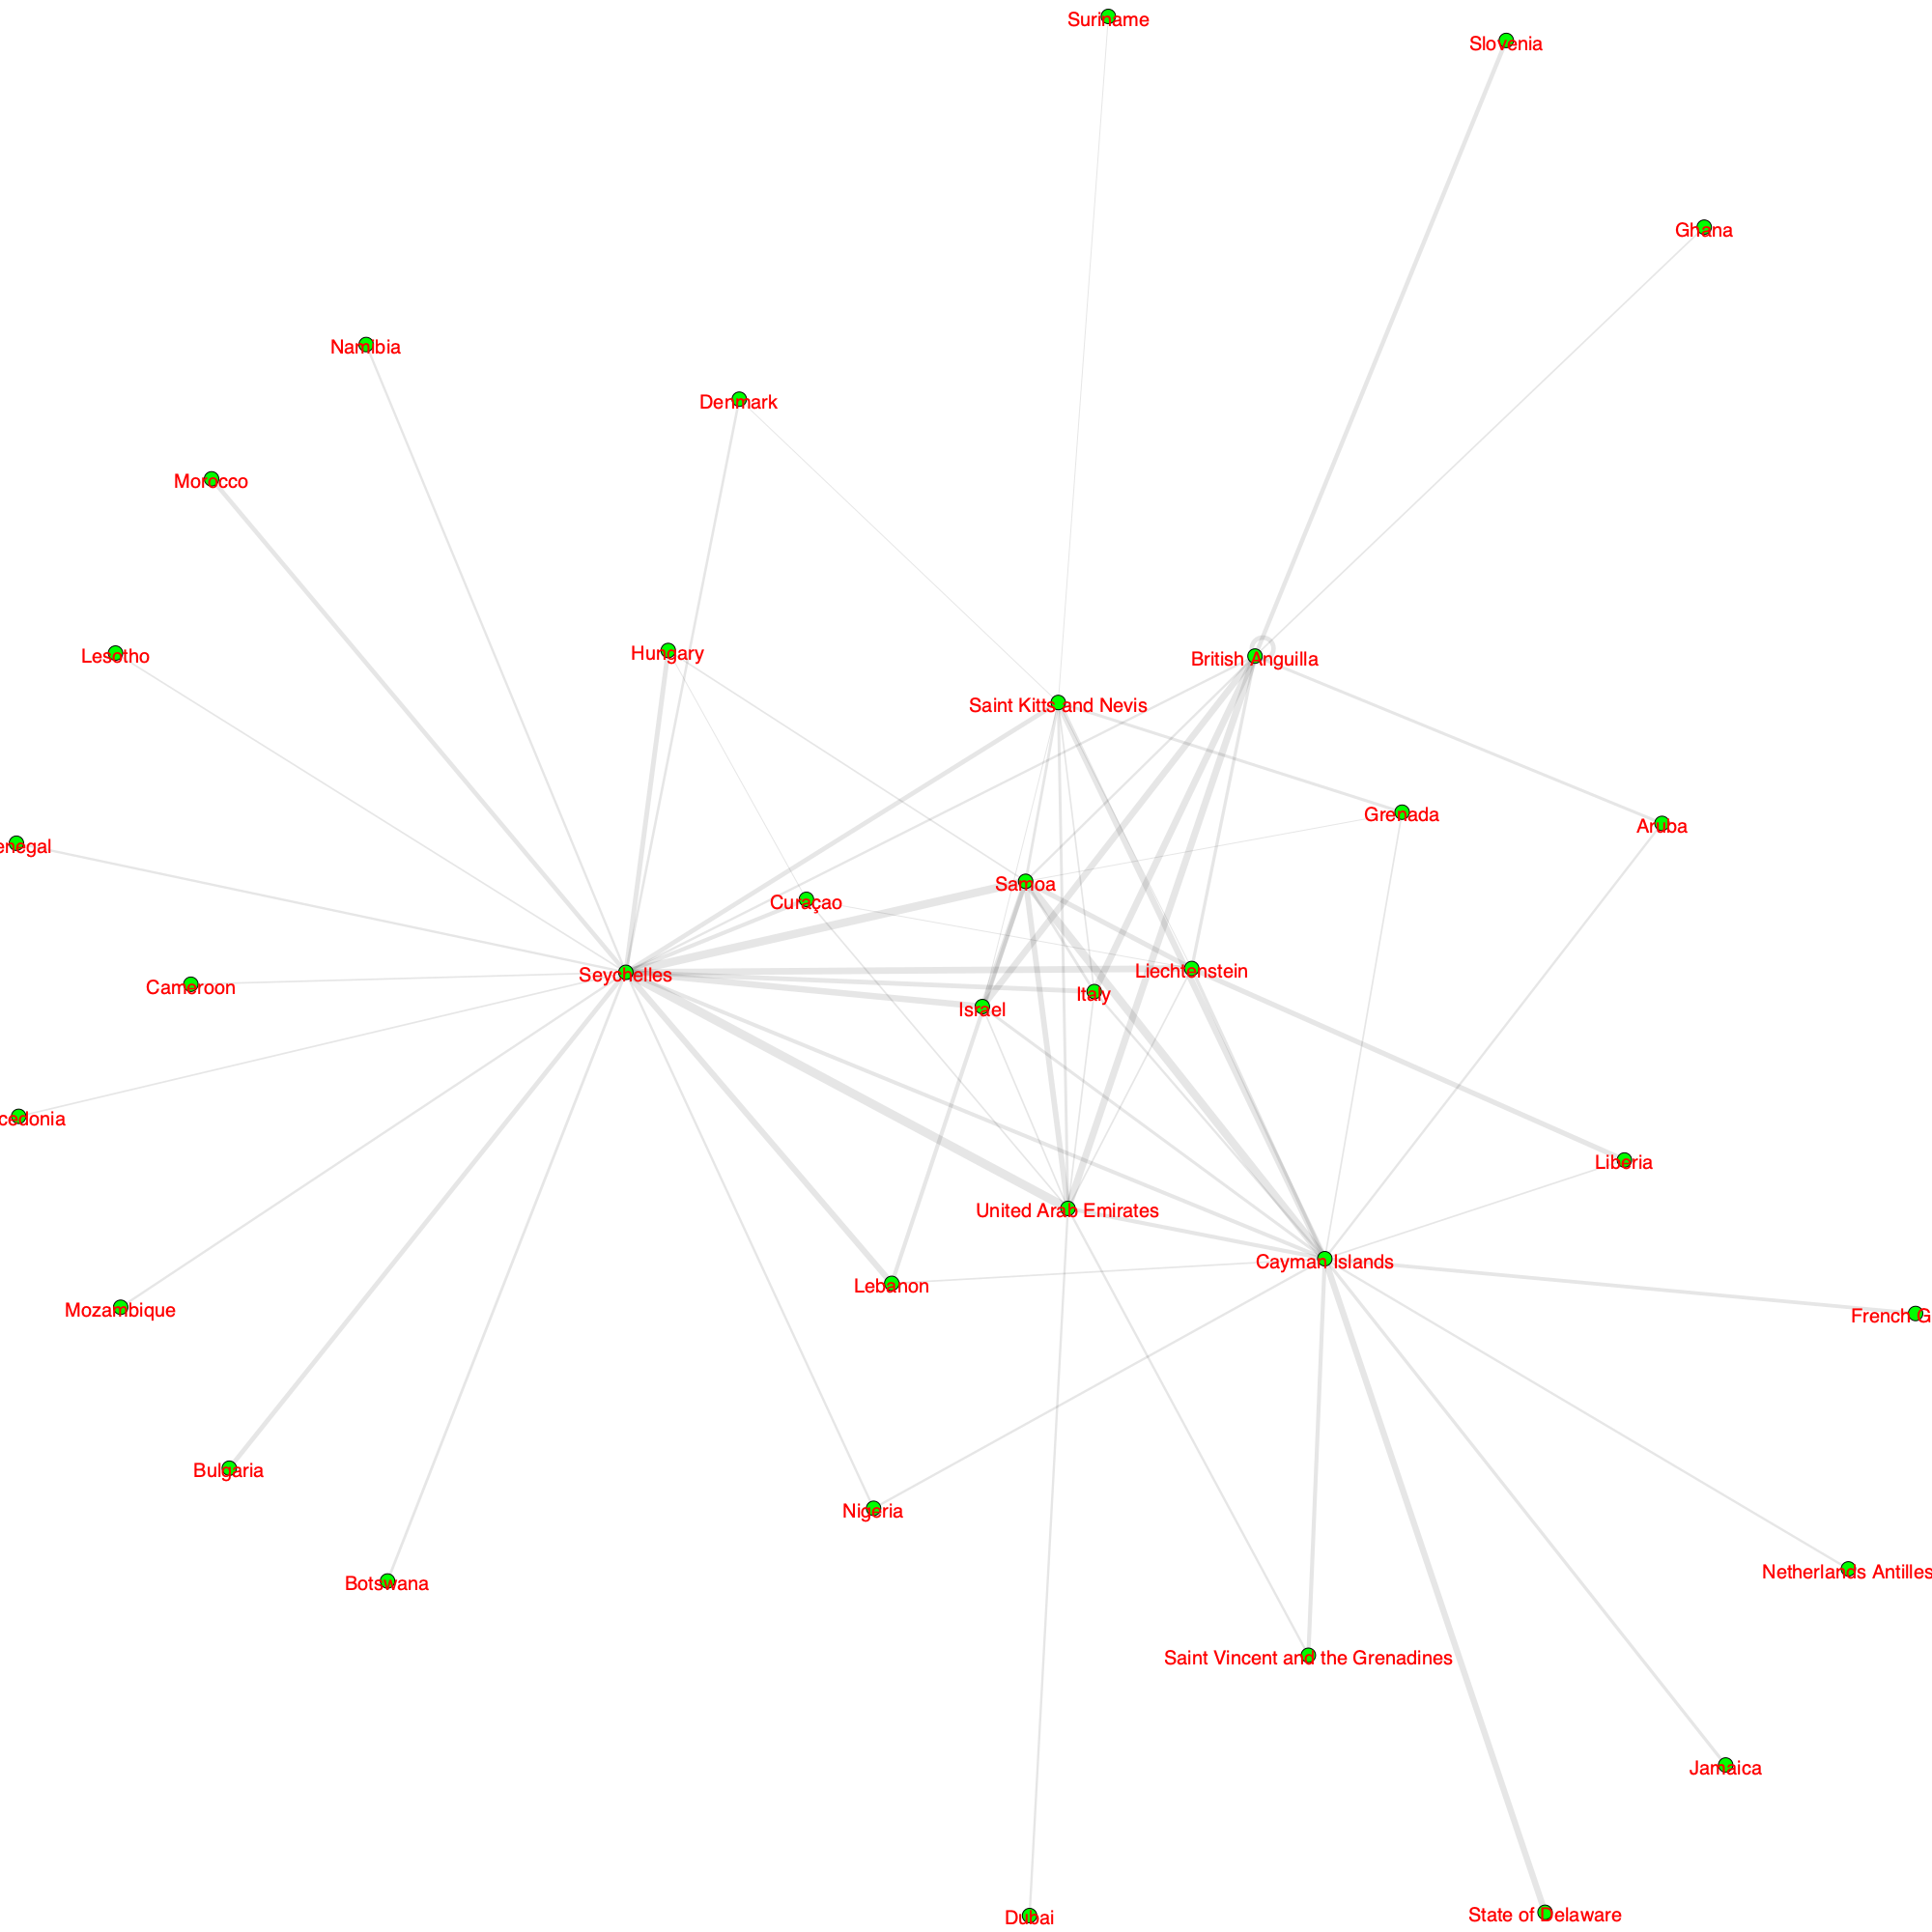 Suriname
Slovenia
Ghana
Namibia
Denmark
Morocco
Lesotho
Hungary
British Anguilla
Saint Kitts and Nevis
Grenada
Aruba
enegal
Samoa
Curaçao
Seychelles
Liechtenstein
Cameroon
Italy
Israel
cedonia
Liberia
United Arab Emirates
Cayman Islands
Lebanon
Mozambique
French G
Bulgaria
Nigeria
Netherlands Antilles
Botswana
Saint Vincent and the Grenadines
Jamaica
State of Delaware
Dubai